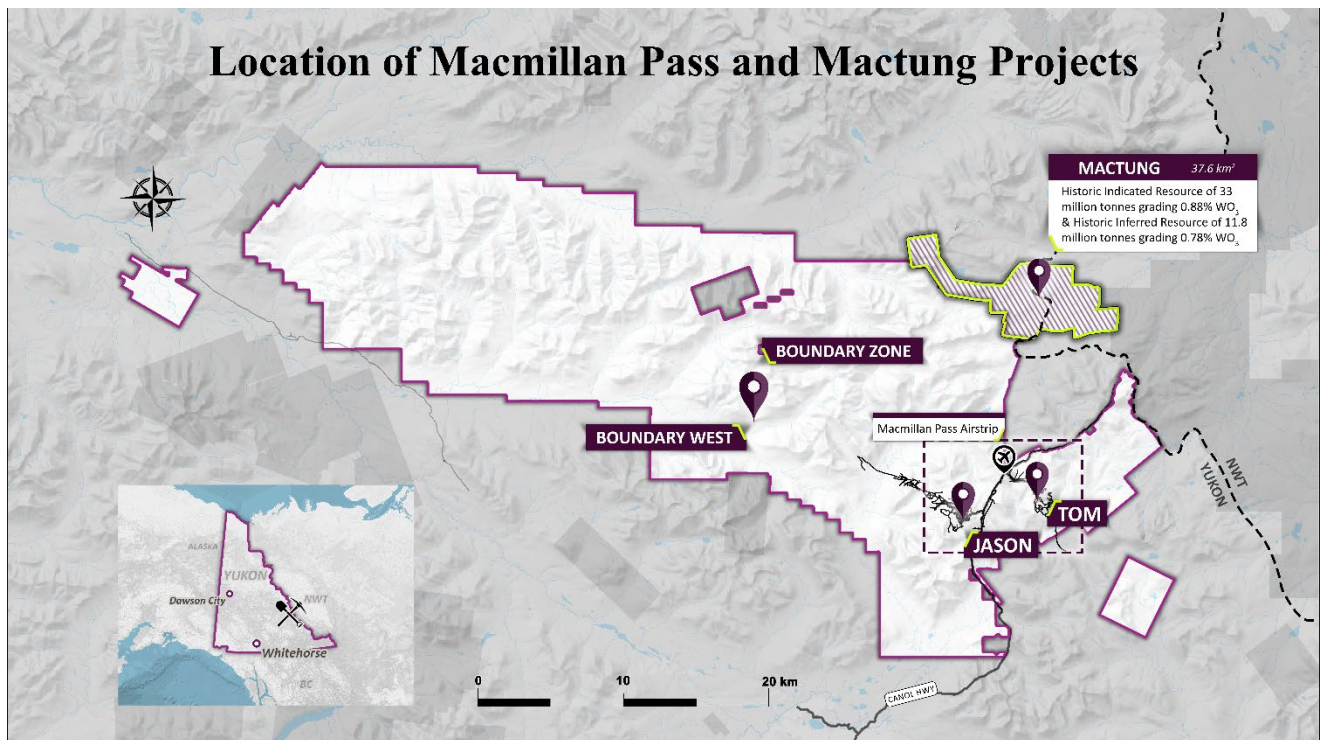 Location of Macmillan Pass and Mactung Projects
MACTUNG 37.6 km²
Historic Indicated Resource of 33
million tonnes grading 0.88% WO₃
& Historic Inferred Resource of 11.8
million tonnes grading 0.78% WO₃
BOUNDARY ZONE
BOUNDARY WEST
Macmillan Pass Airstrip
TOM
JASON
NWT
YUKON
ALASKA
YUKON
NWT
Dawson City
Whitehorse
BC
0 10 20 km
CANOL HWY